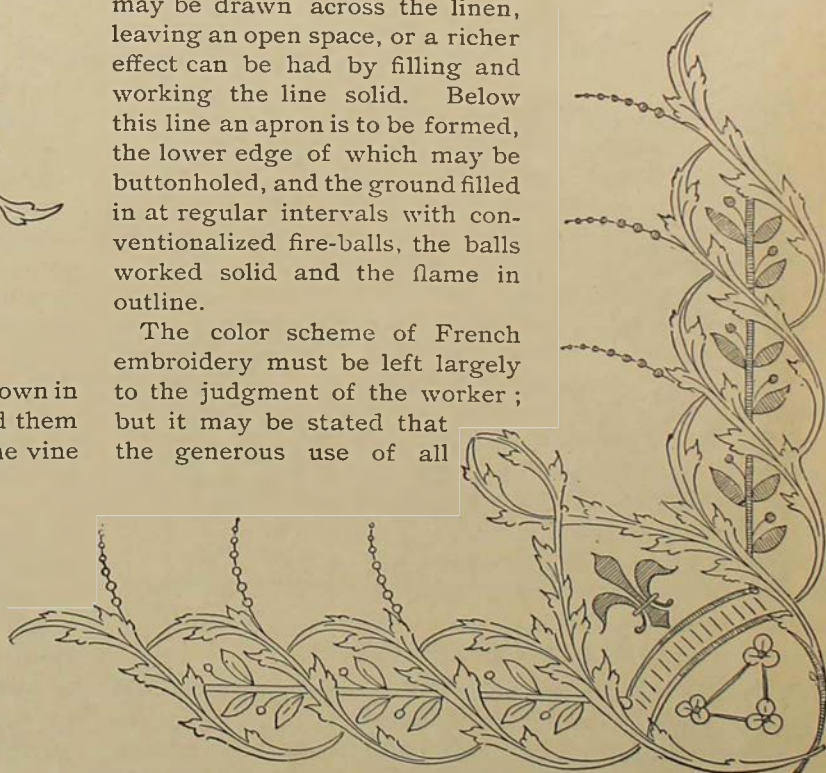 may be drawn across the linen,
leaving an open space, or a richer
effect can be had by filling and
working the line solid. Below
this line an apron is to be formed,
the lower edge of which may be
buttonholed, and the ground filled
in at regular intervals with con-
ventionalized fire-balls, the balls
worked solid and the flame in
outline.
The color scheme of French
embroidery must be left largely
to the judgment of the worker ;
but it may be stated that
the generous use of all
own in
them
vine